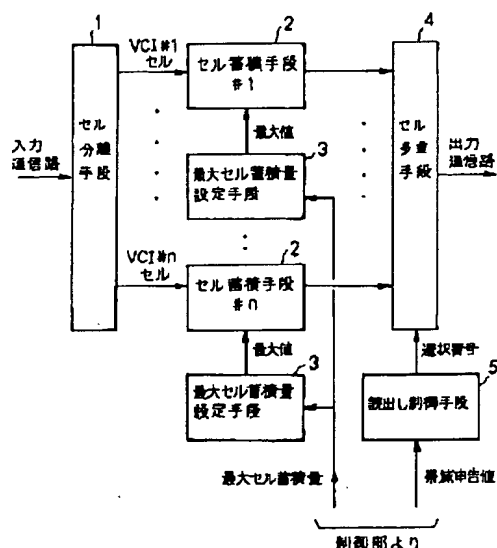 1
2
4
VCI#1
セル
セル蓄積手段
#1
セル
分離
手段
セル
多重
手段
入力
通信路
出力
通信路
最大値
3
最大セル蓄積量
設定手段
2
VCI#n
セル
セル蓄積手段
#n
最大値
選択番号
3
5
最大セル蓄積量
設定手段
読出し制御手段
最大セル蓄積量
帯域申告値
制御部より